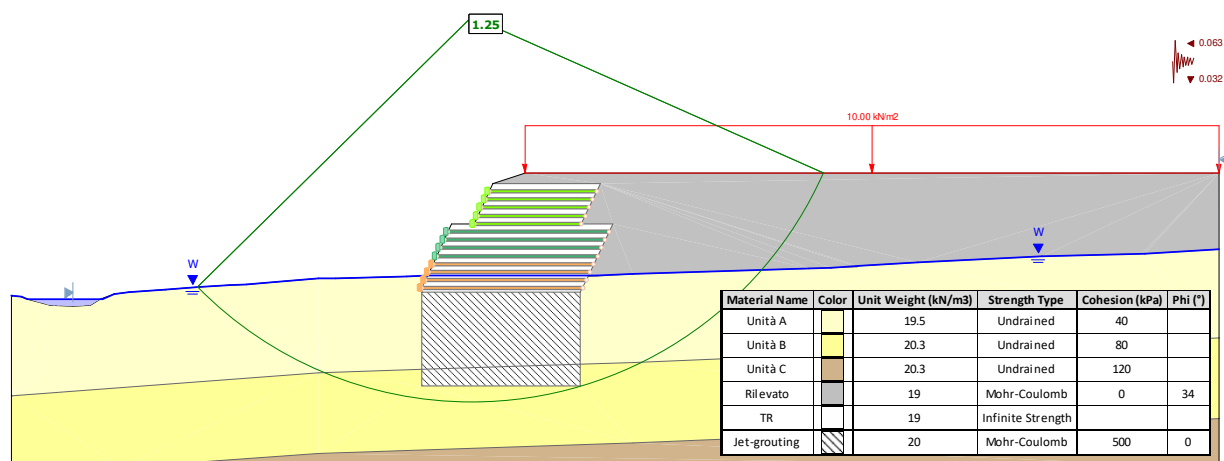 1.25
0.063
0.032
10.00 kN/m2
W
W
Material Name Color Unit Weight (kN/m3) Strength Type Cohesion (kPa) Phi (°)
Unità A 19.5 Undrained 40
Unità B 20.3 Undrained 80
Unità C 20.3 Undrained 120
Rilevato 19 Mohr-Coulomb 0 34
TR 19 Infinite Strength
Jet-grouting 20 Mohr-Coulomb 500 0